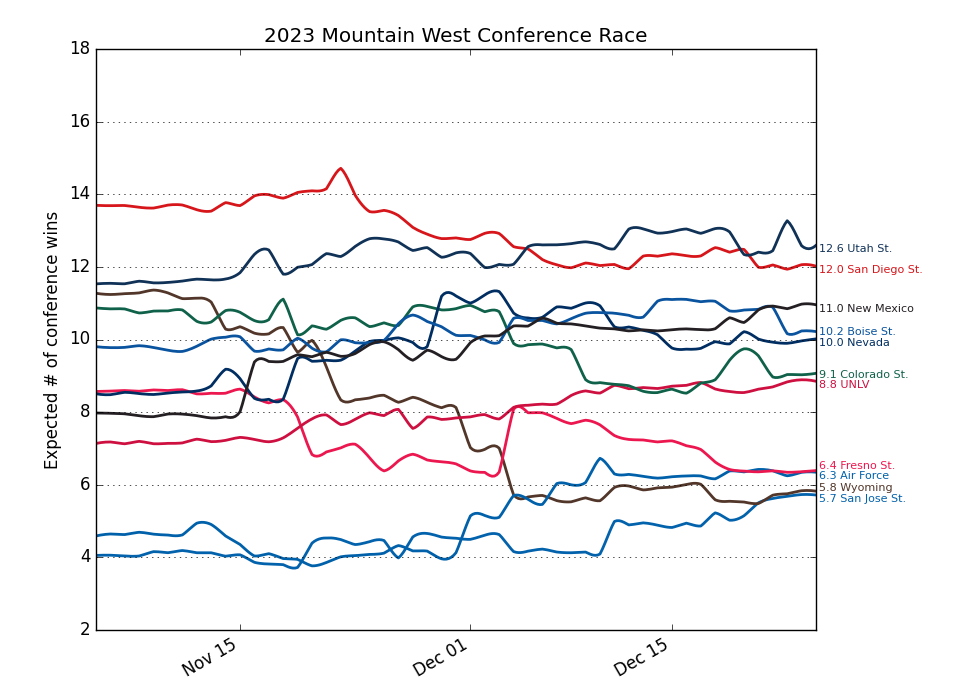 2023 Mountain West Conference Race
Expected # of conference wins
18
16
14
12
10
8
6
4
2
Nov 15
Dec 01
Dec 15
12.6 Utah St.
12.0 San Diego St.
11.0 New Mexico
10.2 Boise St.
10.0 Nevada
9.1 Colorado St.
8.8 UNLV
6.4 Fresno St.
6.3 Air Force
5.8 Wyoming
5.7 San Jose St.